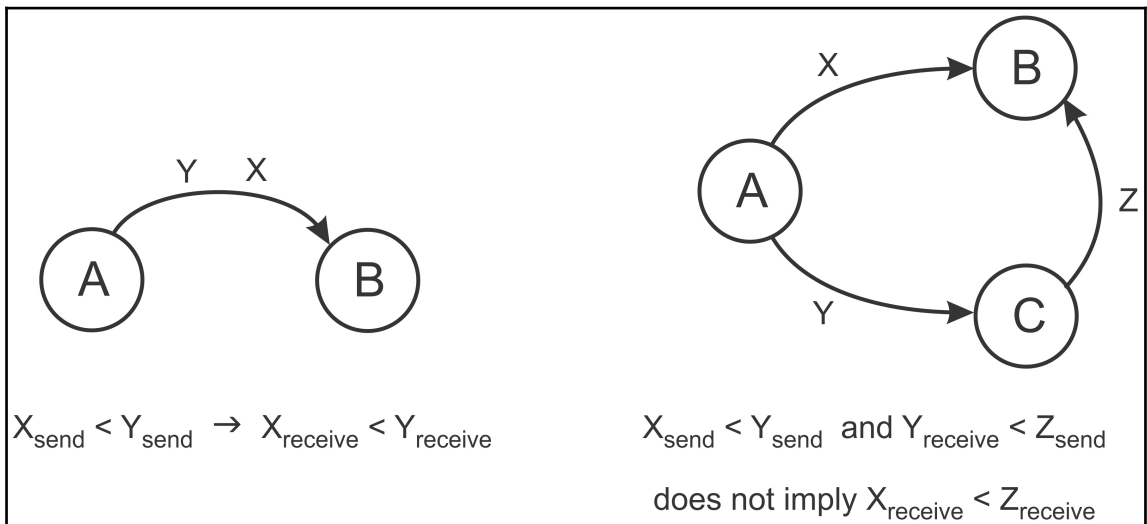 Y X
A
B
X_send < Y_send → X_receive < Y_receive
X
B
A
Z
Y
C
X_send < Y_send and Y_receive < Z_send
does not imply X_receive < Z_receive